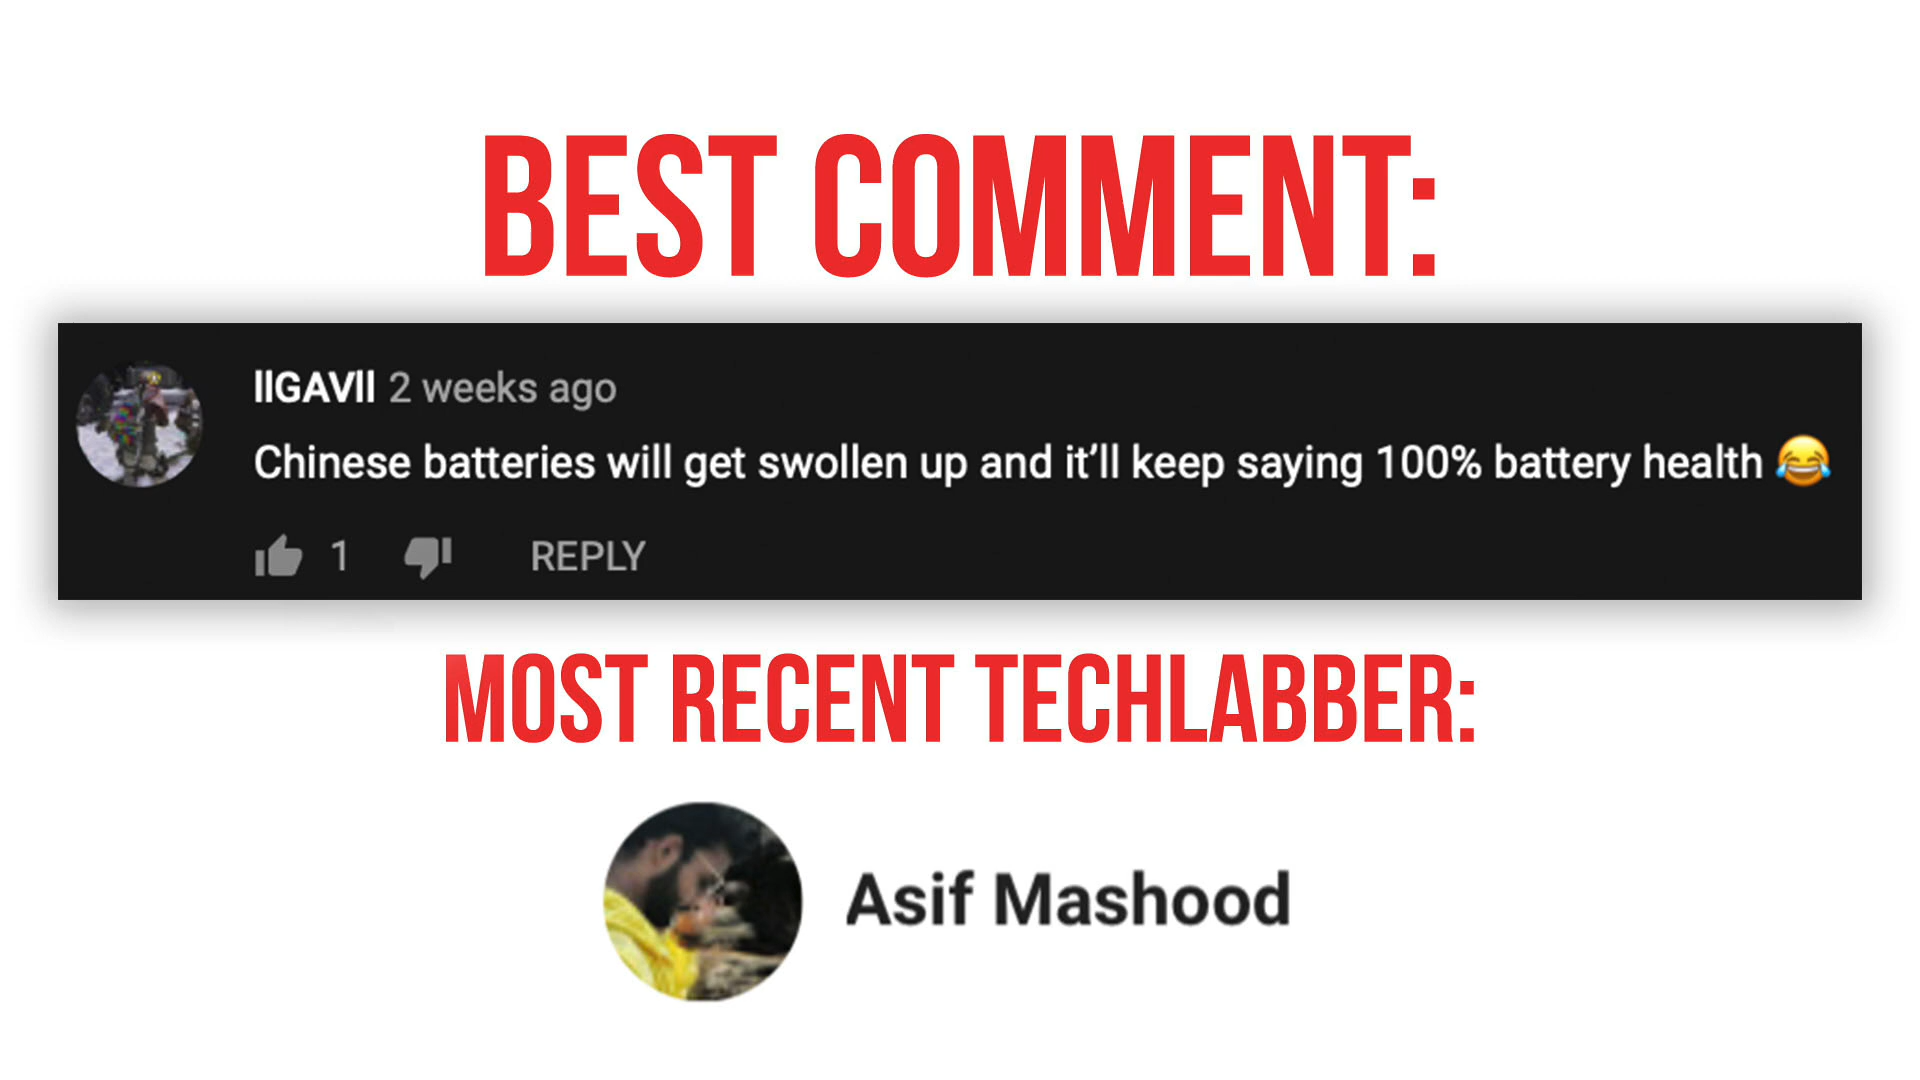 BEST COMMENT:
llGAVll 2 weeks ago
Chinese batteries will get swollen up and it’ll keep saying 100% battery health 😂
1 REPLY
MOST RECENT TECHLABBER:
Asif Mashood